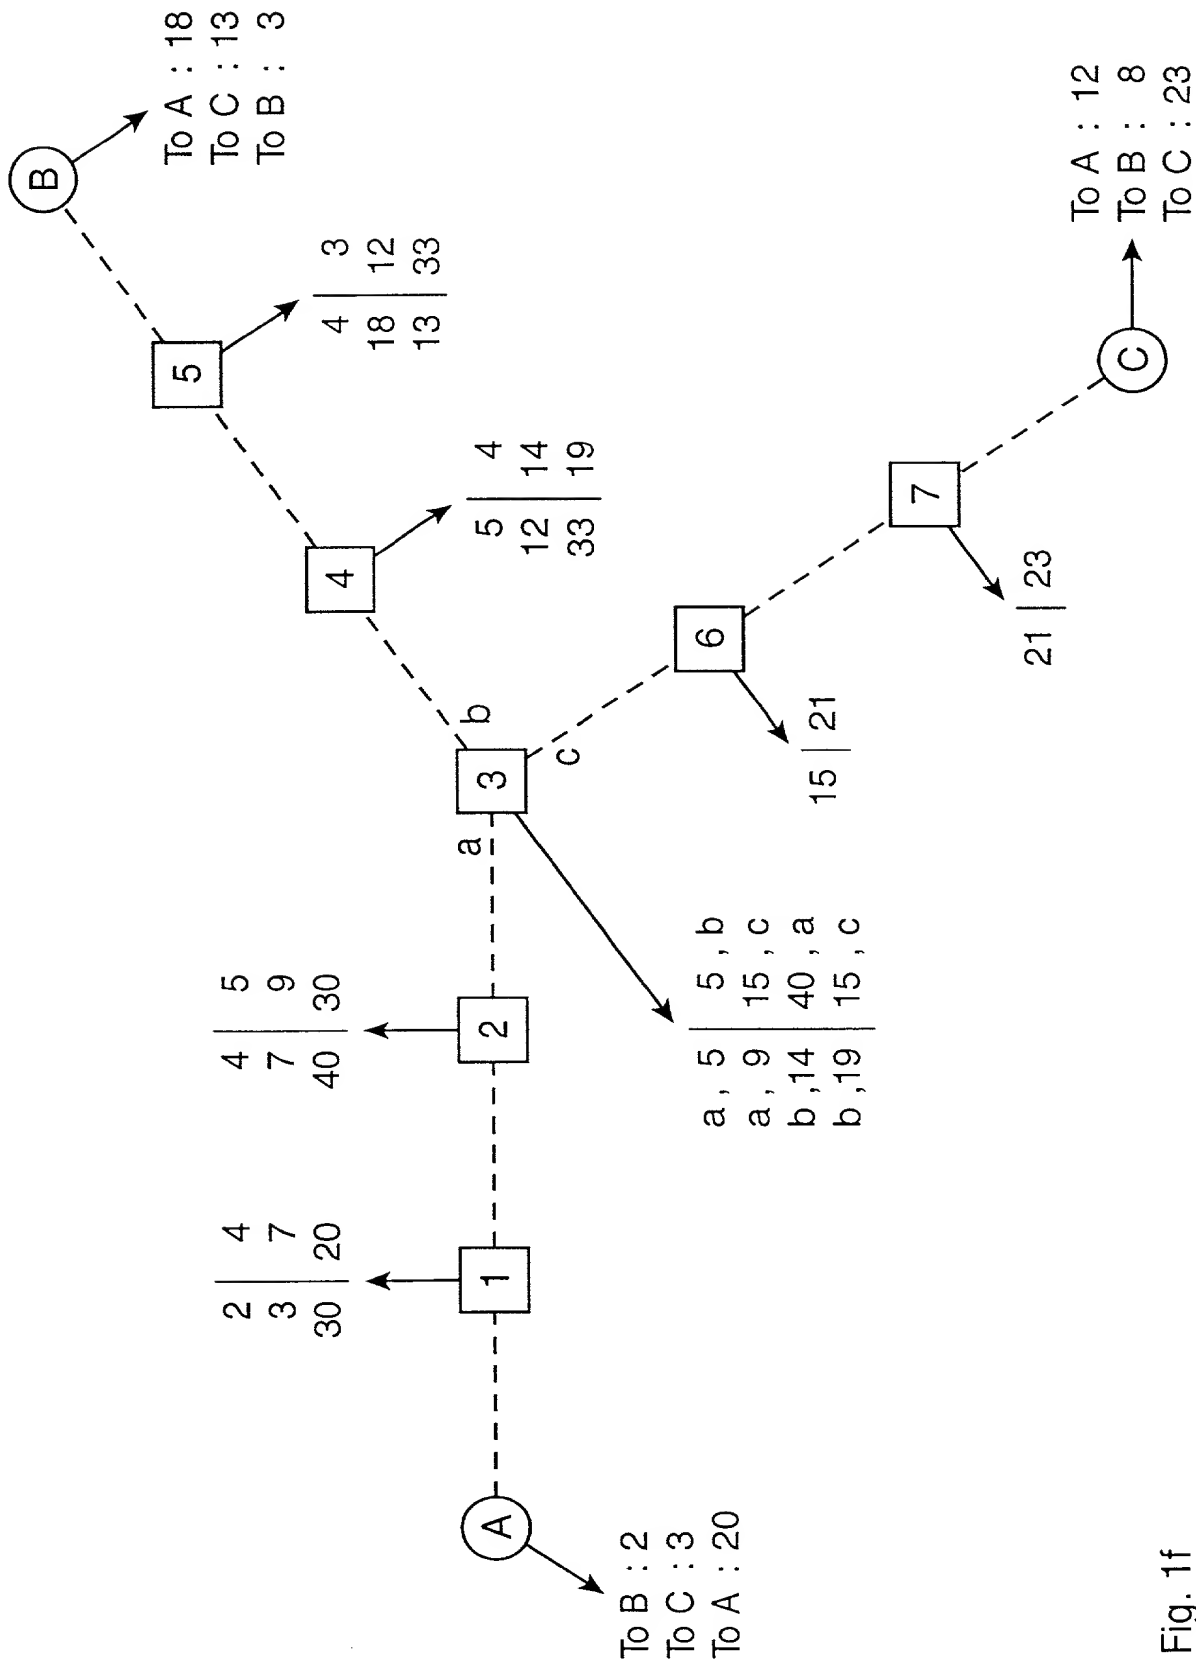 A
To B : 2
To C : 3
To A : 20
1
2 | 4
3 | 7
30 | 20
2
4 | 5
7 | 9
40 | 30
3
a
b
c
a , 5 | 5 , b
a , 9 | 15 , c
b ,14 | 40 , a
b ,19 | 15 , c
4
5 | 4
12 | 14
33 | 19
5
4 | 3
18 | 12
13 | 33
B
To A : 18
To C : 13
To B : 3
6
15 | 21
7
21 | 23
C
To A : 12
To B : 8
To C : 23
Fig. 1f